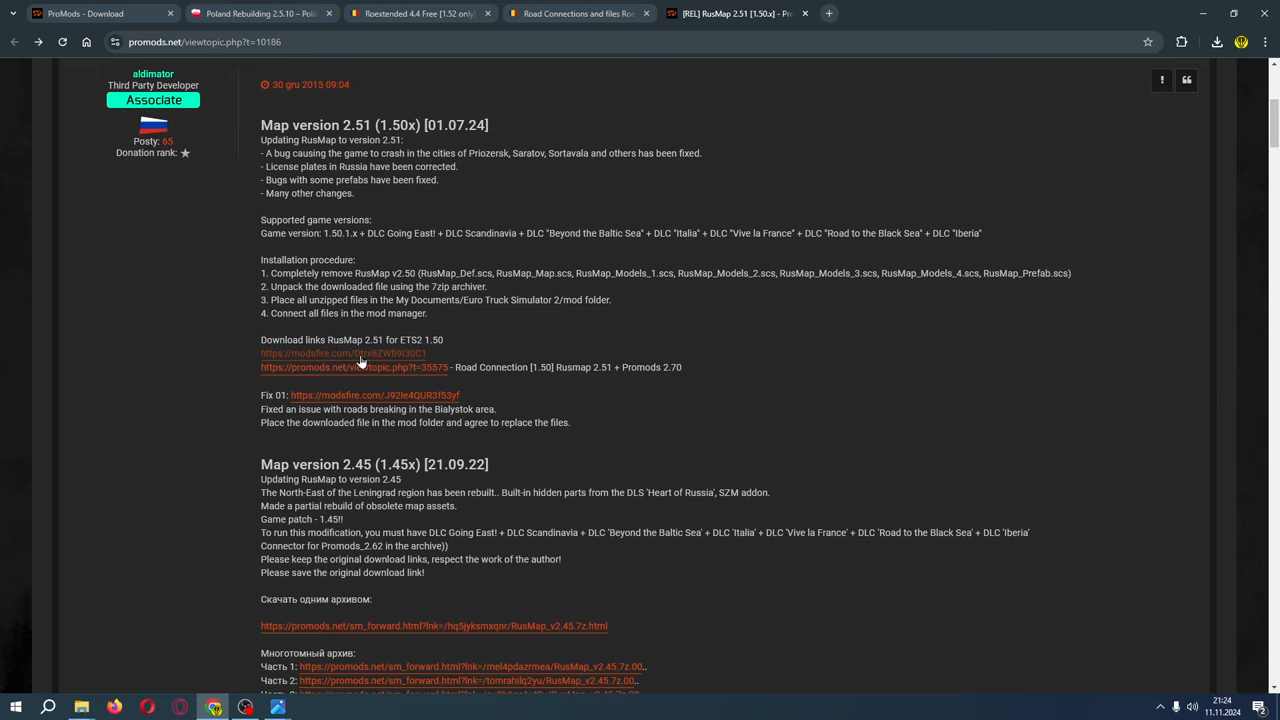 ProMods - Download
Poland Rebuilding 2.5.10 – Pola
Roextended 4.4 Free [1.52 only]
Road Connections and files Roe
[REL] RusMap 2.51 [1.50.x] - Pr
promods.net/viewtopic.php?t=10186
aldimator
Third Party Developer
Associate
Posty: 65
Donation rank:
30 gru 2015 09:04
Map version 2.51 (1.50x) [01.07.24]
Updating RusMap to version 2.51:
- A bug causing the game to crash in the cities of Priozersk, Saratov, Sortavala and others has been fixed.
- License plates in Russia have been corrected.
- Bugs with some prefabs have been fixed.
- Many other changes.
Supported game versions:
Game version: 1.50.1.x + DLC Going East! + DLC Scandinavia + DLC "Beyond the Baltic Sea" + DLC "Italia" + DLC "Vive la France" + DLC "Road to the Black Sea" + DLC "Iberia"
Installation procedure:
1. Completely remove RusMap v2.50 (RusMap_Def.scs, RusMap_Map.scs, RusMap_Models_1.scs, RusMap_Models_2.scs, RusMap_Models_3.scs, RusMap_Models_4.scs, RusMap_Prefab.scs)
2. Unpack the downloaded file using the 7zip archiver.
3. Place all unzipped files in the My Documents/Euro Truck Simulator 2/mod folder.
4. Connect all files in the mod manager.
Download links RusMap 2.51 for ETS2 1.50
https://promods.net/viewtopic.php?t=35575 - Road Connection [1.50] Rusmap 2.51 + Promods 2.70
Fix 01: https://modsfire.com/J92Ie4QUR3f53yf
Fixed an issue with roads breaking in the Bialystok area.
Place the downloaded file in the mod folder and agree to replace the files.
Map version 2.45 (1.45x) [21.09.22]
Updating RusMap to version 2.45
The North-East of the Leningrad region has been rebuilt.. Built-in hidden parts from the DLS 'Heart of Russia', SZM addon.
Made a partial rebuild of obsolete map assets.
Game patch - 1.45!!
To run this modification, you must have DLC Going East! + DLC Scandinavia + DLC 'Beyond the Baltic Sea' + DLC 'Italia' + DLC 'Vive la France' + DLC 'Road to the Black Sea' + DLC 'Iberia'
Connector for Promods_2.62 in the archive))
Please keep the original download links, respect the work of the author!
Please save the original download link!
Скачать одним архивом:
https://promods.net/sm_forward.html?lnk=/hq5jyksmxqnr/RusMap_v2.45.7z.html
Многотомный архив:
Часть 1: https://promods.net/sm_forward.html?lnk=/mel4pdazrmea/RusMap_v2.45.7z.00..
Часть 2: https://promods.net/sm_forward.html?lnk=/tomrahilq2yu/RusMap_v2.45.7z.00..
21:24
11.11.2024